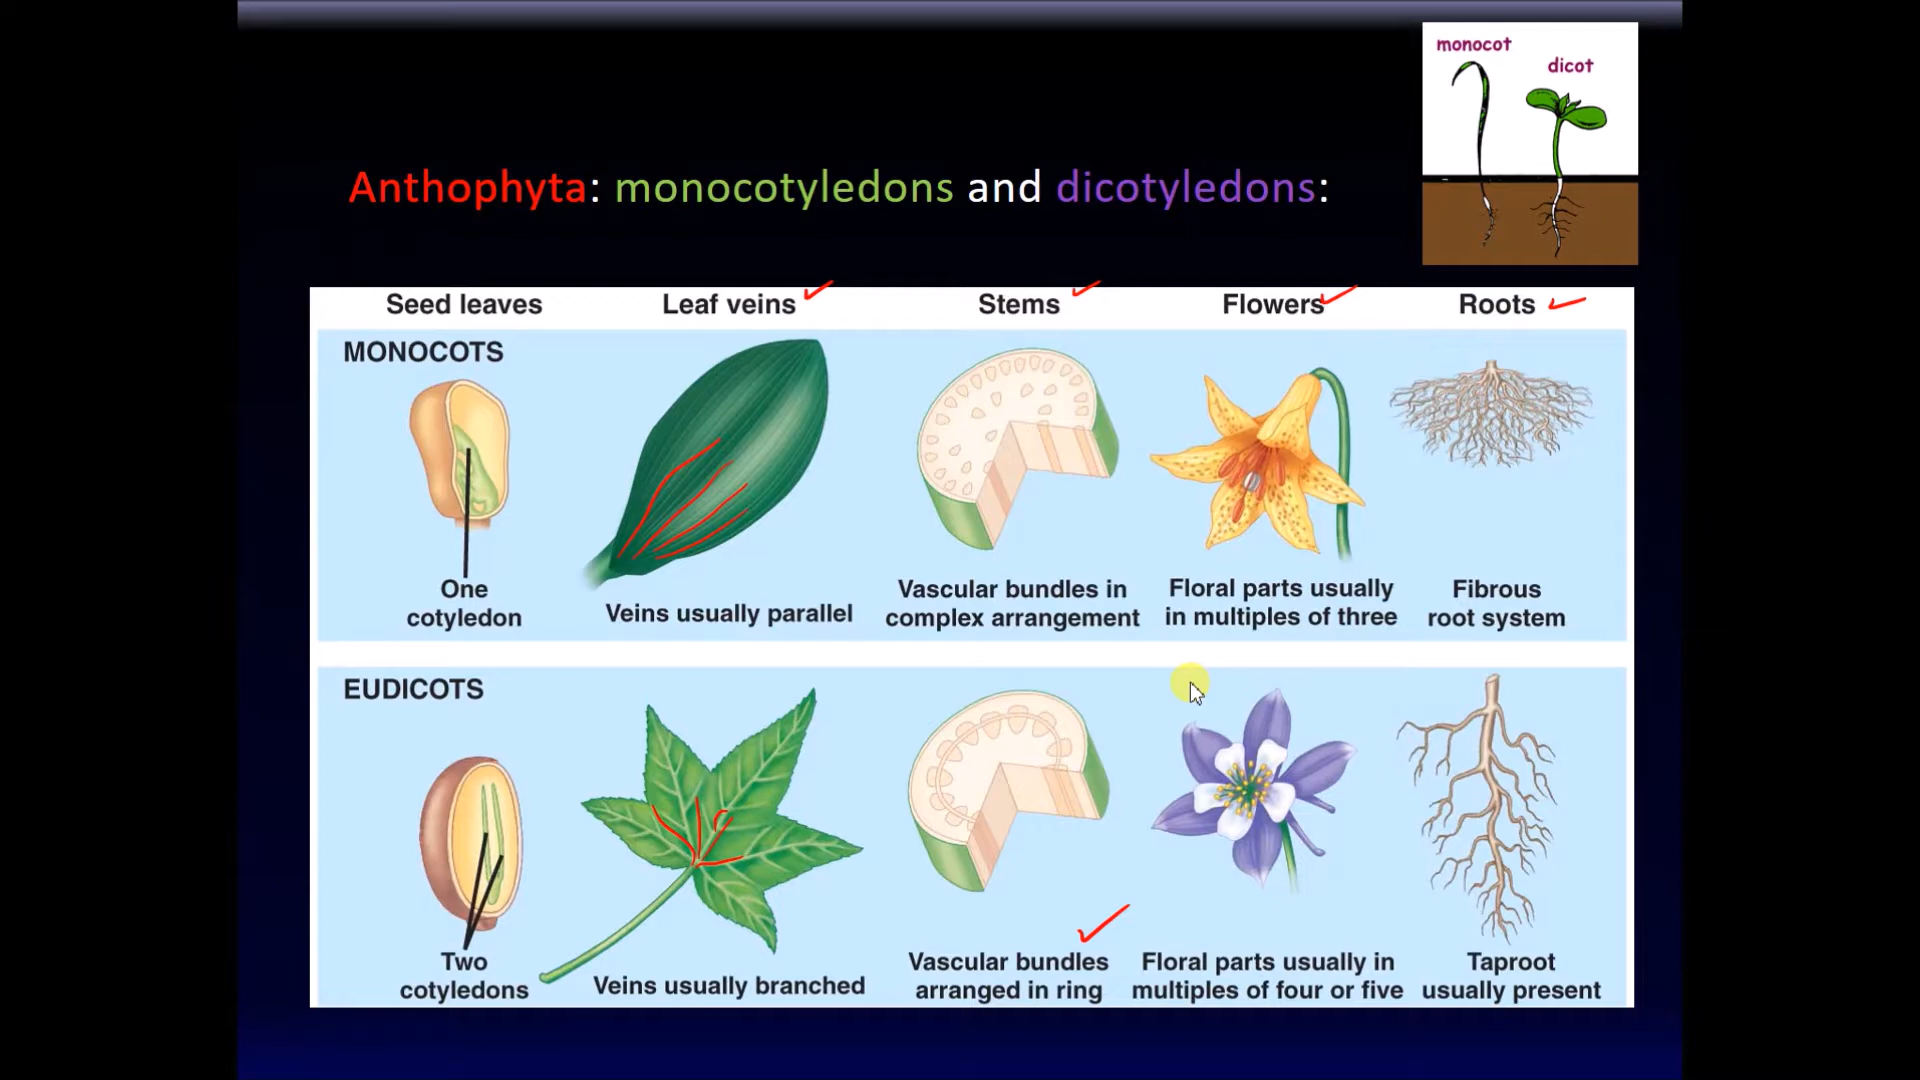 monocot
dicot
Anthophyta: monocotyledons and dicotyledons:
Seed leaves
Leaf veins
Stems
Flowers
Roots
MONOCOTS
One
cotyledon
Veins usually parallel
Vascular bundles in
complex arrangement
Floral parts usually
in multiples of three
Fibrous
root system
EUDICOTS
Two
cotyledons
Veins usually branched
Vascular bundles
arranged in ring
Floral parts usually in
multiples of four or five
Taproot
usually present